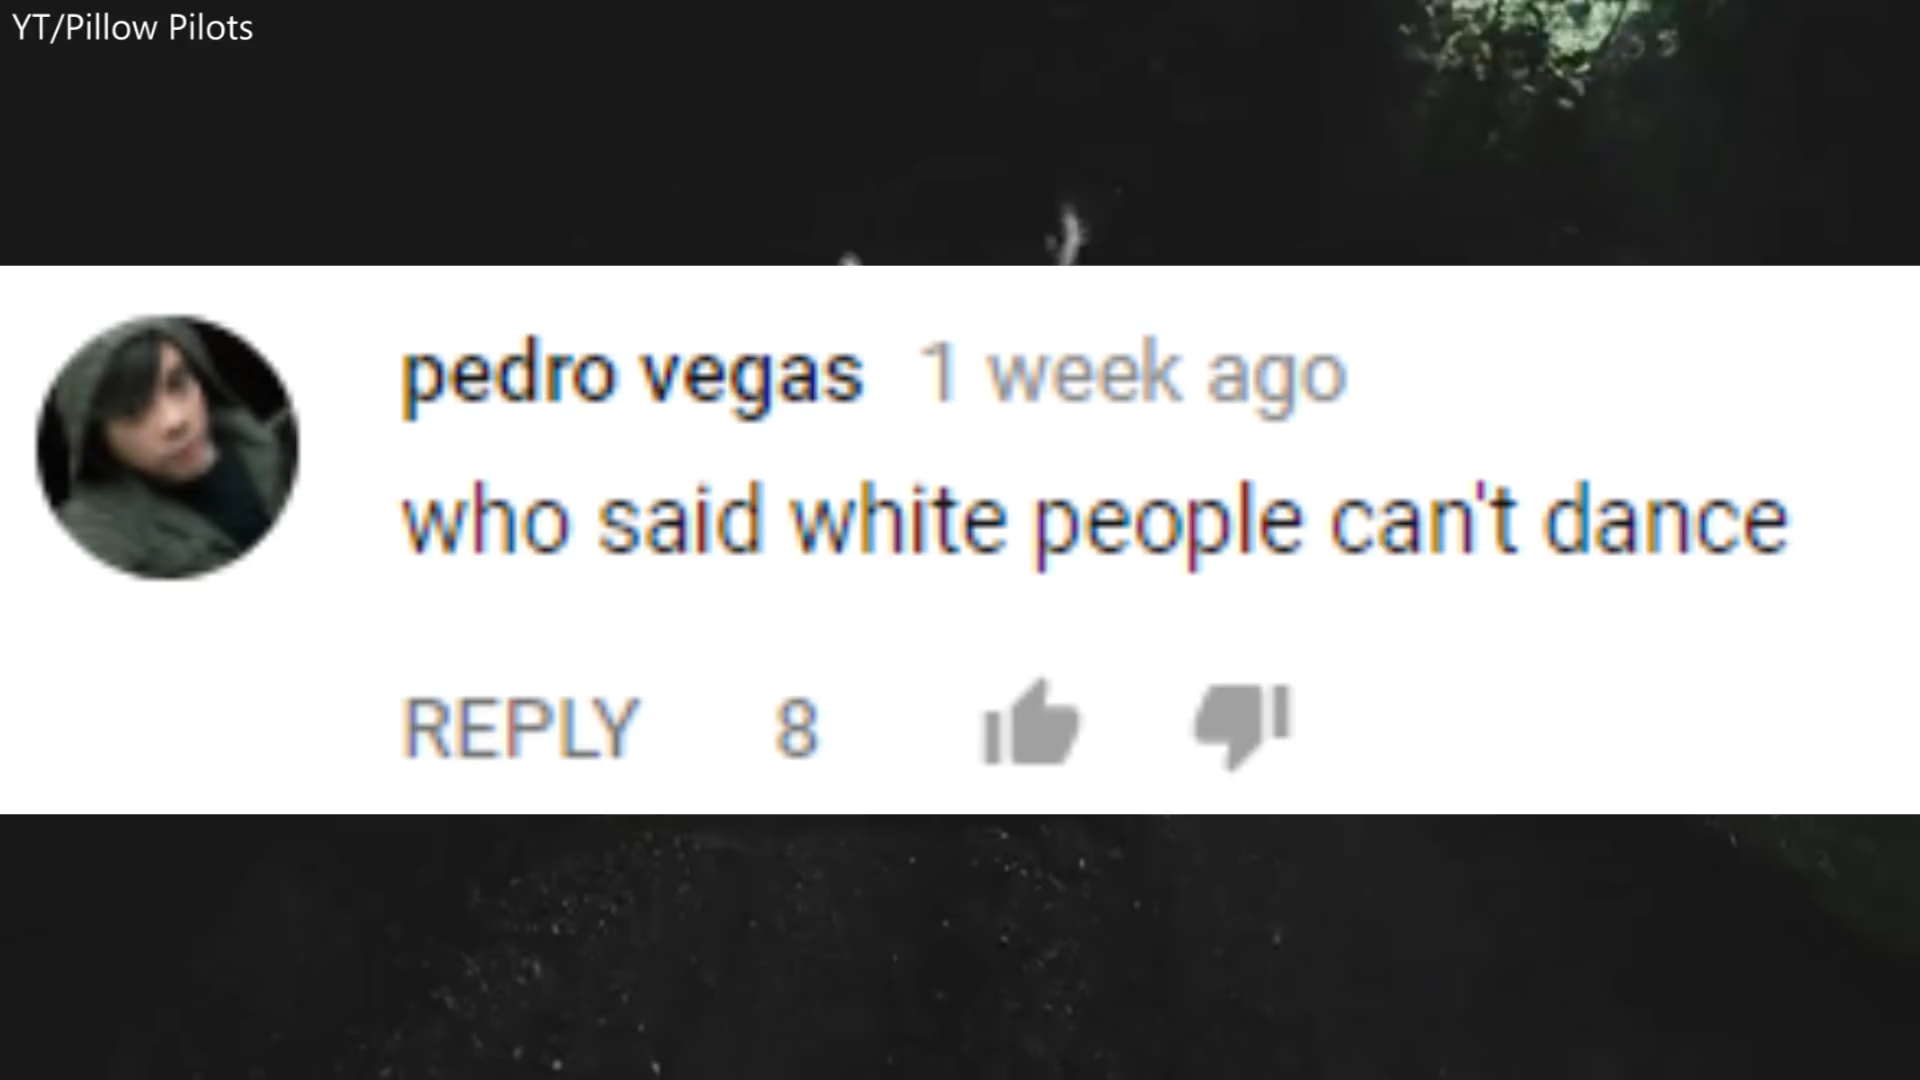 YT/Pillow Pilots
pedro vegas 1 week ago
who said white people can't dance
REPLY 8